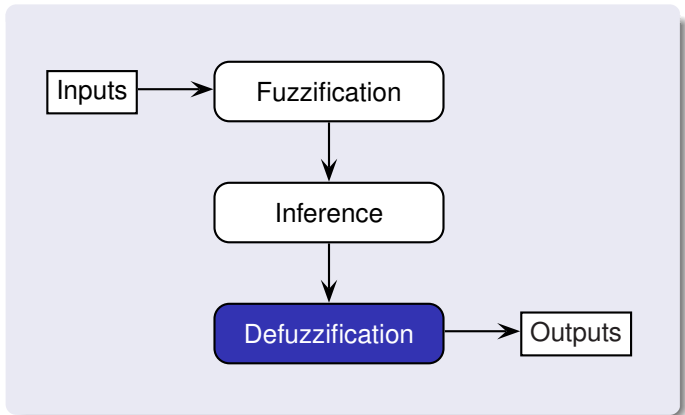 Inputs
Fuzzification
Inference
Defuzzification
Outputs